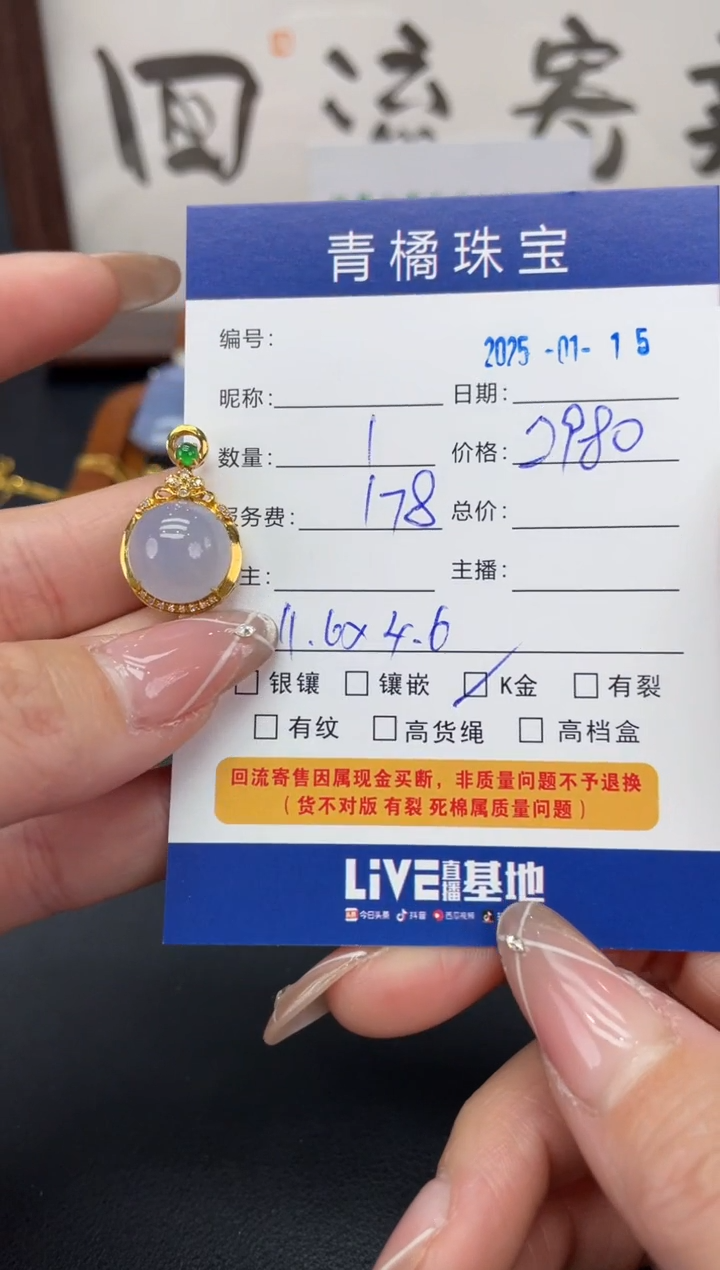 回流寄
青橘珠宝
编号:
2025 -01- 15
昵称: 日期:
数量: 1 价格: 2980
服务费: 178 总价:
主: 主播:
11.6x4.6
银镶 镶嵌 K金 有裂
有纹 高货绳 高档盒
回流寄售因属现金买断，非质量问题不予退换
（货不对版 有裂 死棉属质量问题）
LiVE直播基地
今日头条 抖音 西瓜视频